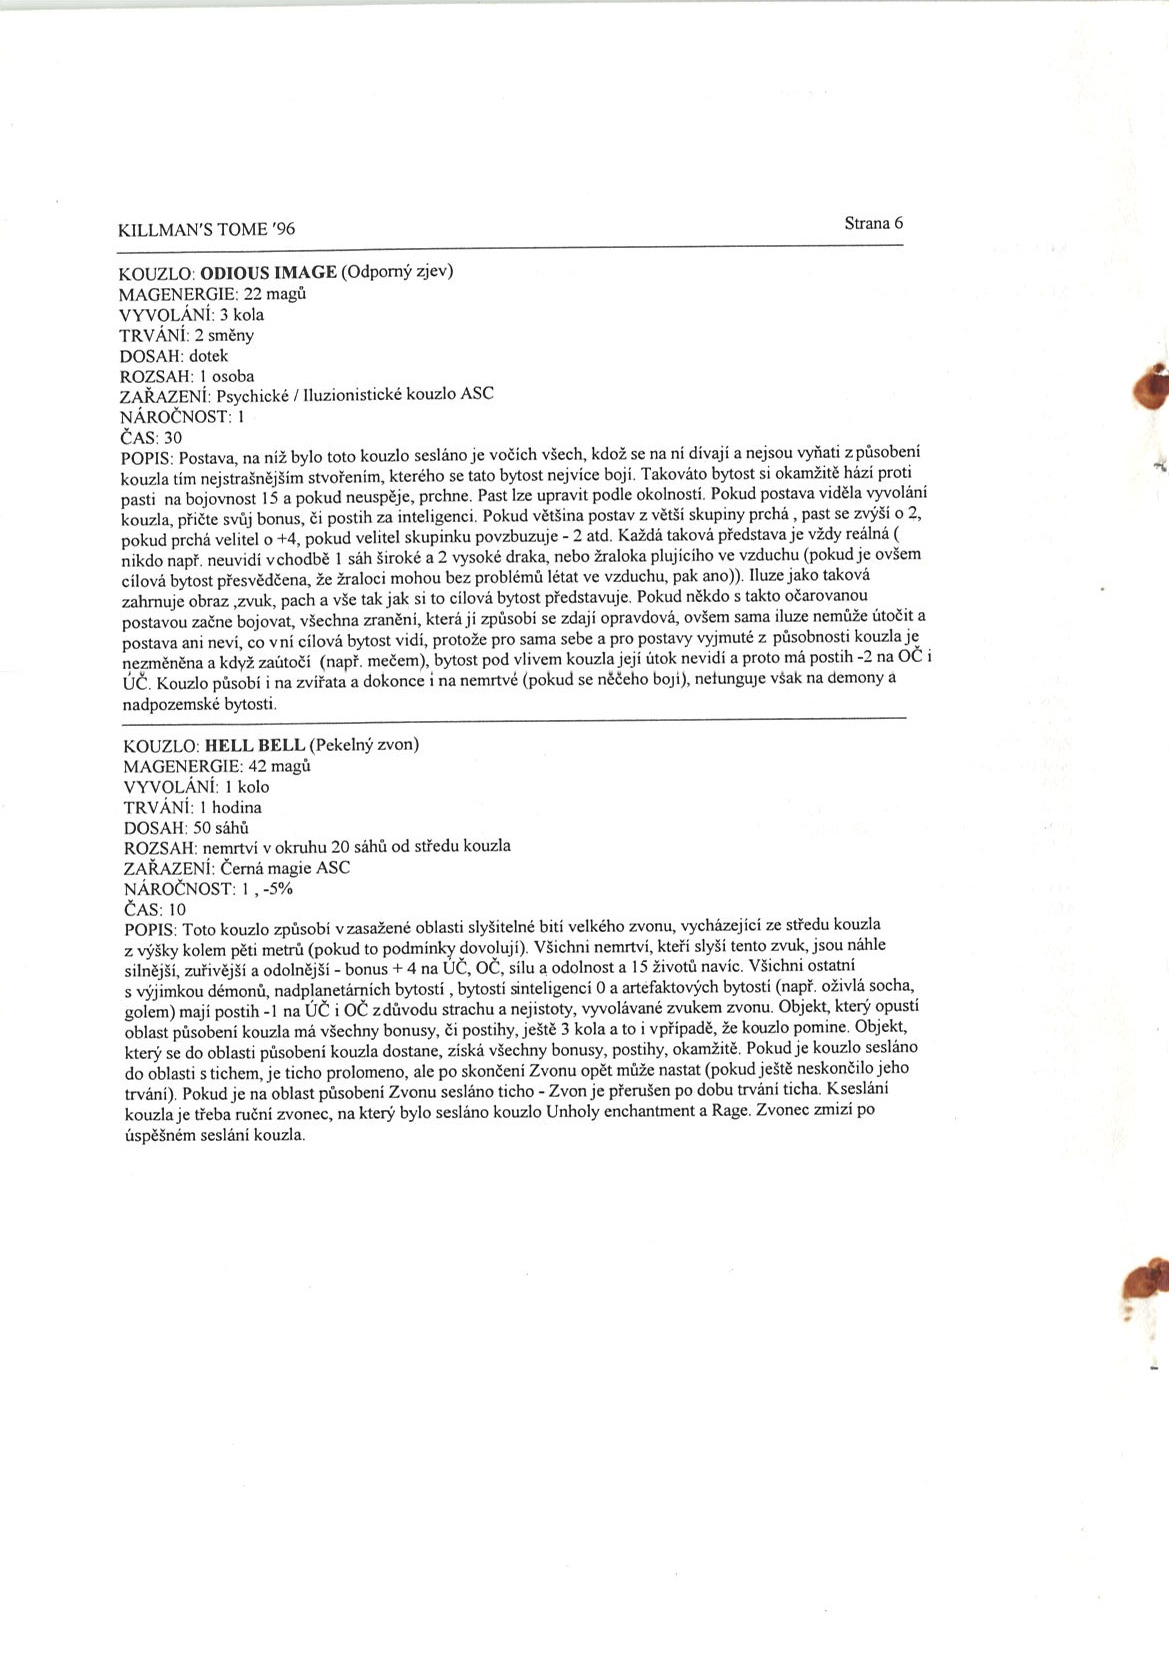 KILLMAN'S TOME '96
Strana 6
KOUZLO: ODIOUS IMAGE (Odporný zjev)
MAGENERGIE: 22 magů
VYVOLÁNÍ: 3 kola
TRVÁNÍ: 2 směny
DOSAH: dotek
ROZSAH: 1 osoba
ZAŘAZENÍ: Psychické / Iluzionistické kouzlo ASC
NÁROČNOST: 1
ČAS: 30
POPIS: Postava, na níž bylo toto kouzlo sesláno je vočích všech, kdož se na ní dívají a nejsou vyňati z působení
kouzla tím nejstrašnějším stvořením, kterého se tato bytost nejvíce bojí. Takováto bytost si okamžitě hází proti
pasti na bojovnost 15 a pokud neuspěje, prchne. Past lze upravit podle okolností. Pokud postava viděla vyvolání
kouzla, přičte svůj bonus, či postih za inteligenci. Pokud většina postav z větší skupiny prchá , past se zvýší o 2,
pokud prchá velitel o +4, pokud velitel skupinku povzbuzuje - 2 atd. Každá taková představa je vždy reálná (
nikdo např. neuvidí vchodbě 1 sáh široké a 2 vysoké draka, nebo žraloka plujícího ve vzduchu (pokud je ovšem
cílová bytost přesvědčena, že žraloci mohou bez problémů létat ve vzduchu, pak ano)). Iluze jako taková
zahrnuje obraz ,zvuk, pach a vše tak jak si to cílová bytost představuje. Pokud někdo s takto očarovanou
postavou začne bojovat, všechna zranění, která jí způsobí se zdají opravdová, ovšem sama iluze nemůže útočit a
postava ani neví, co vní cílová bytost vidí, protože pro sama sebe a pro postavy vyjmuté z působnosti kouzla je
nezměněna a když zaútočí (např. mečem), bytost pod vlivem kouzla její útok nevidí a proto má postih -2 na OČ i
ÚČ. Kouzlo působí i na zvířata a dokonce i na nemrtvé (pokud se něčeho bojí), nefunguje však na démony a
nadpozemské bytosti.
KOUZLO: HELL BELL (Pekelný zvon)
MAGENERGIE: 42 magů
VYVOLÁNÍ: 1 kolo
TRVÁNÍ: 1 hodina
DOSAH: 50 sáhů
ROZSAH: nemrtví v okruhu 20 sáhů od středu kouzla
ZAŘAZENÍ: Černá magie ASC
NÁROČNOST: 1 , -5%
ČAS: 10
POPIS: Toto kouzlo způsobí vzasažené oblasti slyšitelné bití velkého zvonu, vycházející ze středu kouzla
z výšky kolem pěti metrů (pokud to podmínky dovolují). Všichni nemrtví, kteří slyší tento zvuk, jsou náhle
silnější, zuřivější a odolnější - bonus + 4 na ÚČ, OČ, sílu a odolnost a 15 životů navíc. Všichni ostatní
s výjimkou démonů, nadplanetárních bytostí , bytostí sinteligencí 0 a artefaktových bytostí (např. oživlá socha,
golem) mají postih -1 na ÚČ i OČ zdůvodu strachu a nejistoty, vyvolávané zvukem zvonu. Objekt, který opustí
oblast působení kouzla má všechny bonusy, či postihy, ještě 3 kola a to i vpřípadě, že kouzlo pomine. Objekt,
který se do oblasti působení kouzla dostane, získá všechny bonusy, postihy, okamžitě. Pokud je kouzlo sesláno
do oblasti s tichem, je ticho prolomeno, ale po skončení Zvonu opět může nastat (pokud ještě neskončilo jeho
trvání). Pokud je na oblast působení Zvonu sesláno ticho - Zvon je přerušen po dobu trvání ticha. Kseslání
kouzla je třeba ruční zvonec, na který bylo sesláno kouzlo Unholy enchantment a Rage. Zvonec zmizí po
úspěšném seslání kouzla.